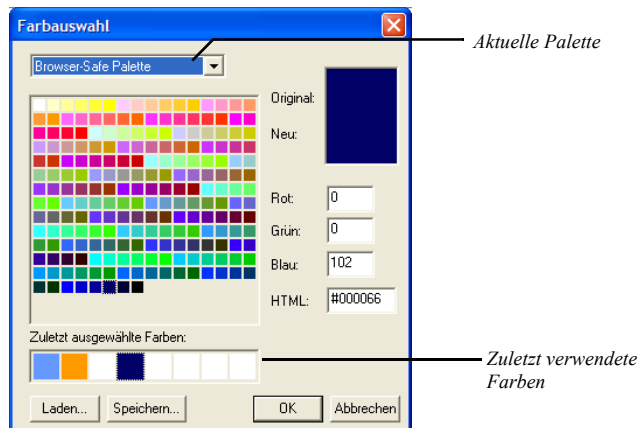 Farbauswahl
Aktuelle Palette
Browser-Safe Palette
Original:
Neu:
Rot: 0
Grün: 0
Blau: 102
HTML: #000066
Zuletzt ausgewählte Farben:
Zuletzt verwendete
Farben
Laden... Speichern... OK Abbrechen